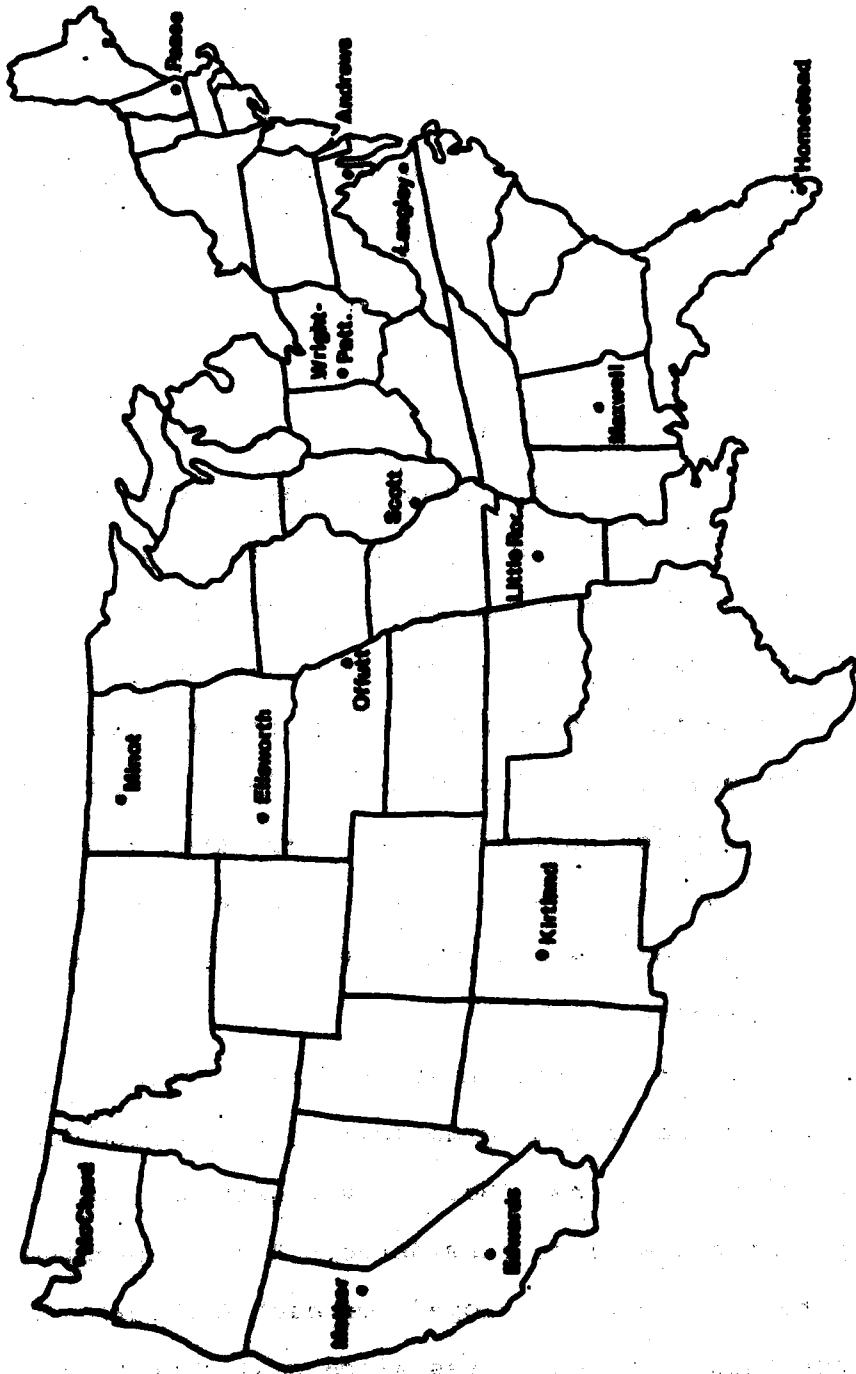 McChord
Mather
Edwards
Kirtland
Minot
Ellsworth
Offutt
Little Roc..
Scott
Wright-
Patt..
Maxwell
Langley
Andrews
Pease
Homestead